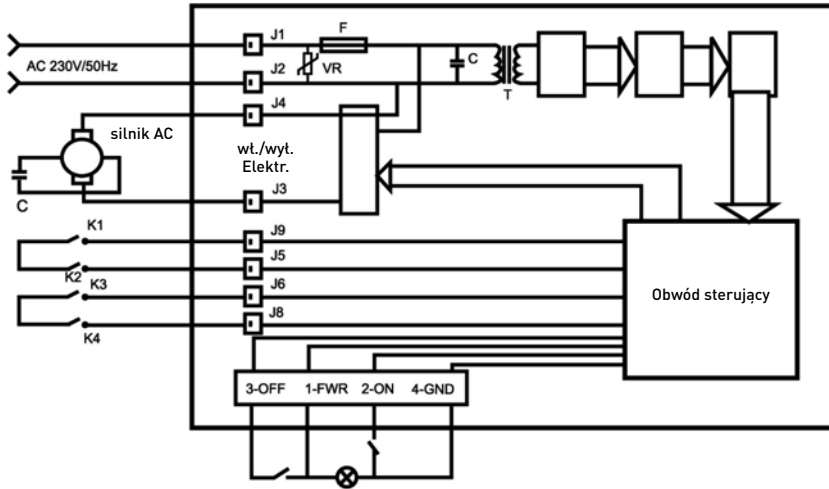 J1
F
AC 230V/50Hz
VR
C
T
J2
J4
silnik AC
wł./wył.
Elektr.
C
J3
K1
J9
K2
J5
K3
J6
K4
J8
Obwód sterujący
3-OFF 1-FWR 2-ON 4-GND